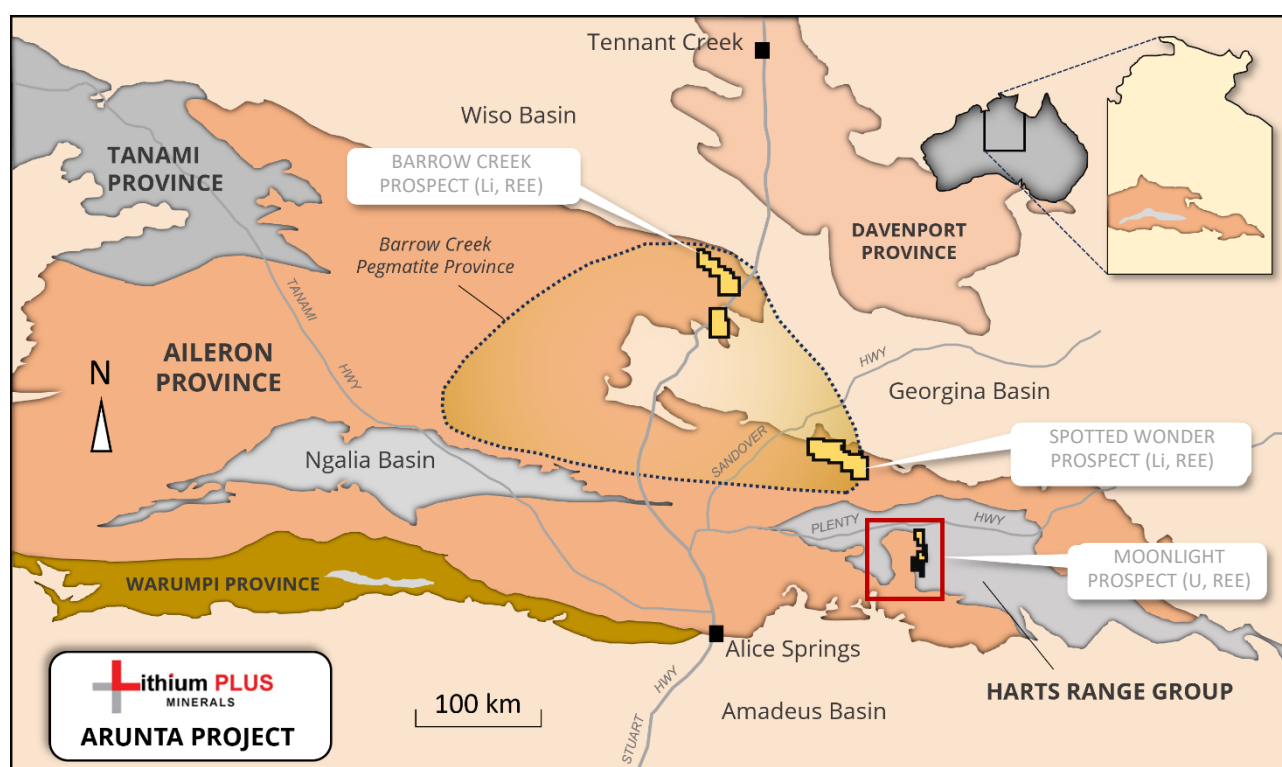 Tennant Creek
Wiso Basin
TANAMI
PROVINCE
BARROW CREEK
PROSPECT (Li, REE)
Barrow Creek
Pegmatite Province
DAVENPORT
PROVINCE
TANAMI
HWY
AILERON
PROVINCE
N
HWY
Georgina Basin
SANDOVER
SPOTTED WONDER
PROSPECT (Li, REE)
Ngalia Basin
PLENTY
HWY
MOONLIGHT
PROSPECT (U, REE)
WARUMPI PROVINCE
Alice Springs
HARTS RANGE GROUP
Lithium PLUS
MINERALS
ARUNTA PROJECT
100 km
HWY
STUART
Amadeus Basin